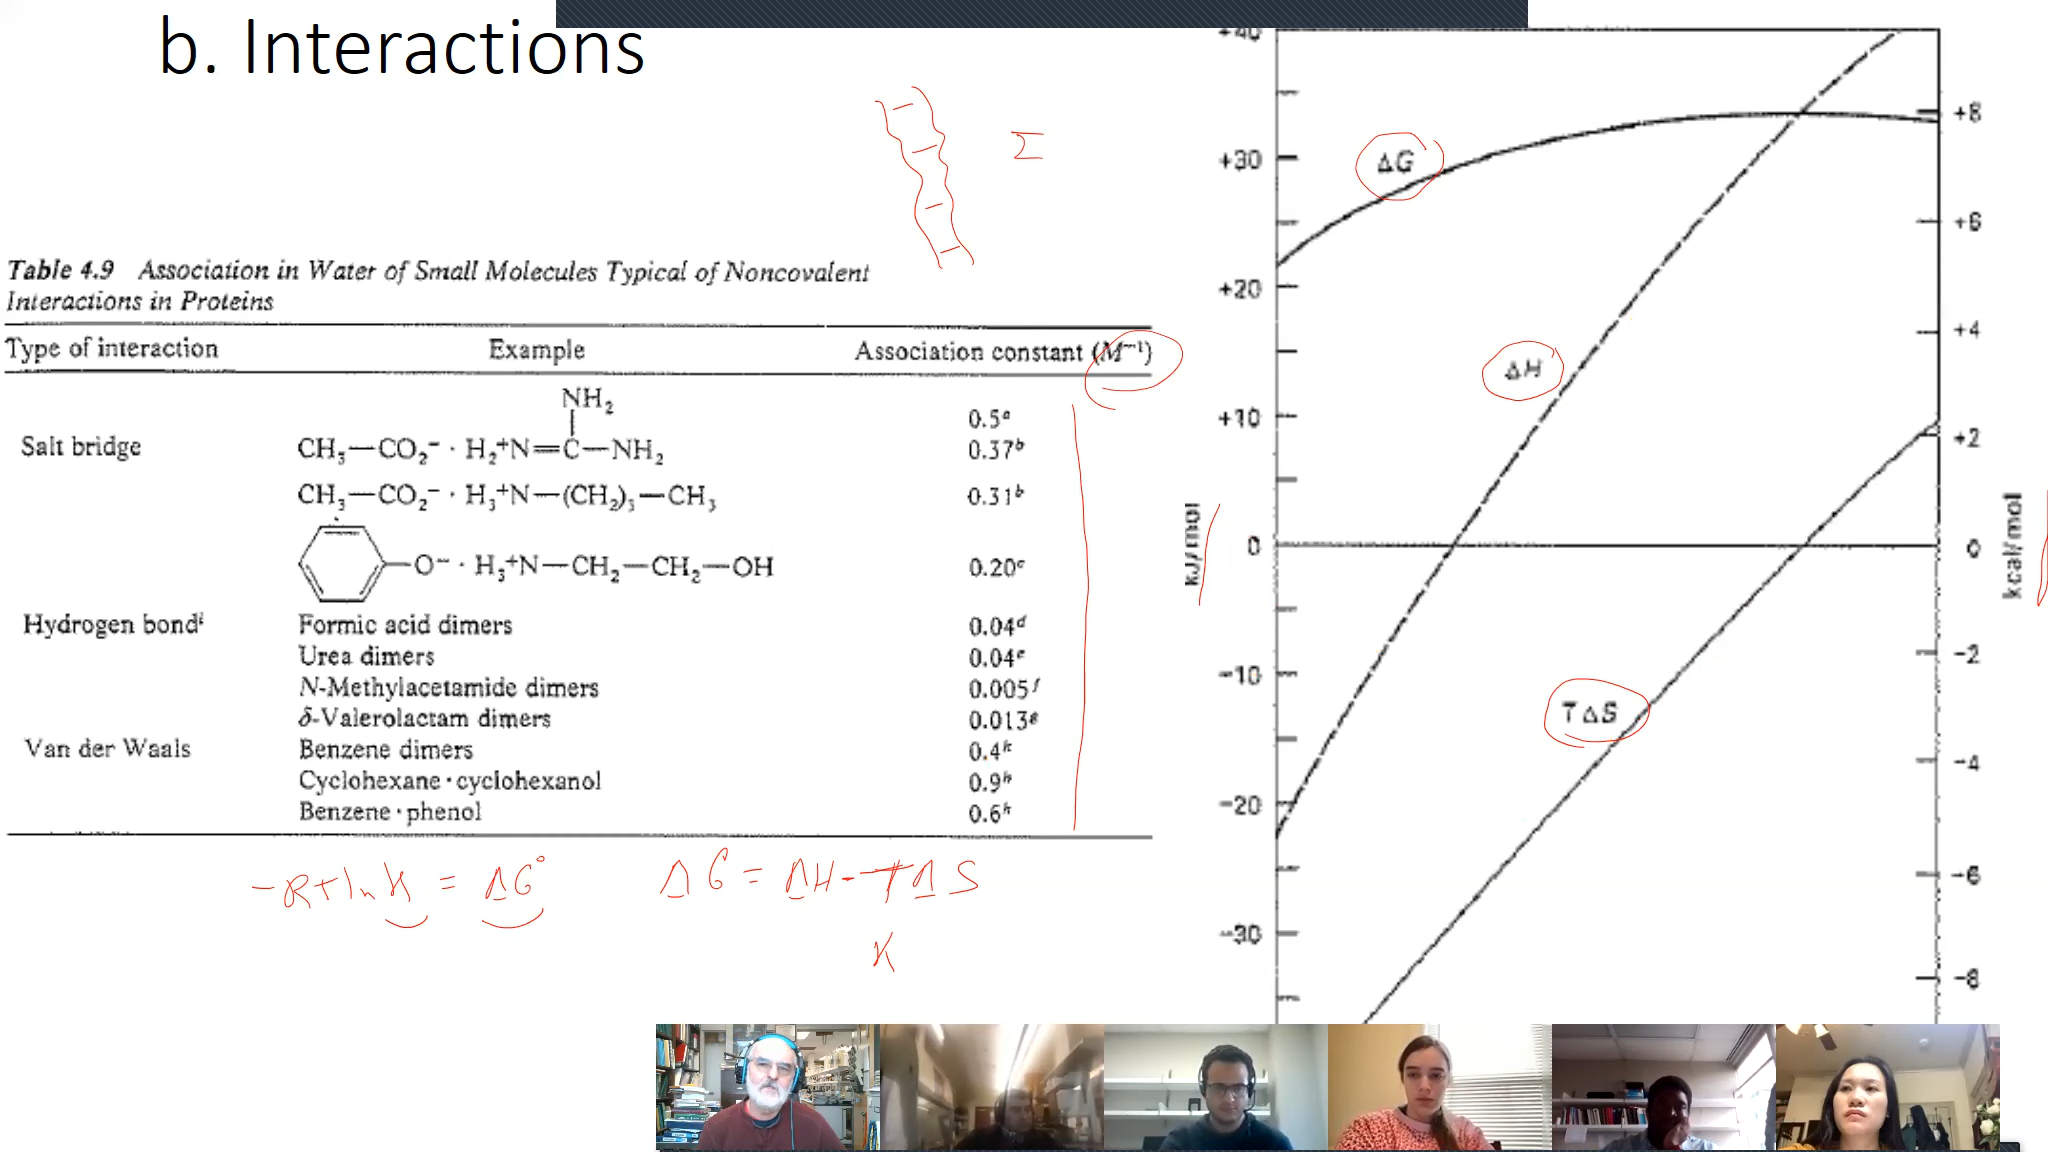 b. Interactions
Σ
Table 4.9 Association in Water of Small Molecules Typical of Noncovalent
Interactions in Proteins
Type of interaction Example Association constant (M⁻¹)
NH₂
0.5ᵃ
Salt bridge CH₃—CO₂⁻ · H₂⁺N=C—NH₂ 0.37ᵇ
CH₃—CO₂⁻ · H₃⁺N—(CH₂)₃—CH₃ 0.31ᵇ
O⁻ · H₃⁺N—CH₂—CH₂—OH 0.20ᶜ
Hydrogen bondⁱ Formic acid dimers 0.04ᵈ
Urea dimers 0.04ᵉ
N-Methylacetamide dimers 0.005ᶠ
δ-Valerolactam dimers 0.013ᵍ
Van der Waals Benzene dimers 0.4ʰ
Cyclohexane · cyclohexanol 0.9ʰ
Benzene · phenol 0.6ʰ
-RT ln K = ΔG° ΔG = ΔH - TΔS
K
+40
+30
+20
+10
0
-10
-20
-30
kJ/mol
ΔG
ΔH
TΔS
+8
+6
+4
+2
0
-2
-4
-6
-8
kcal/mol